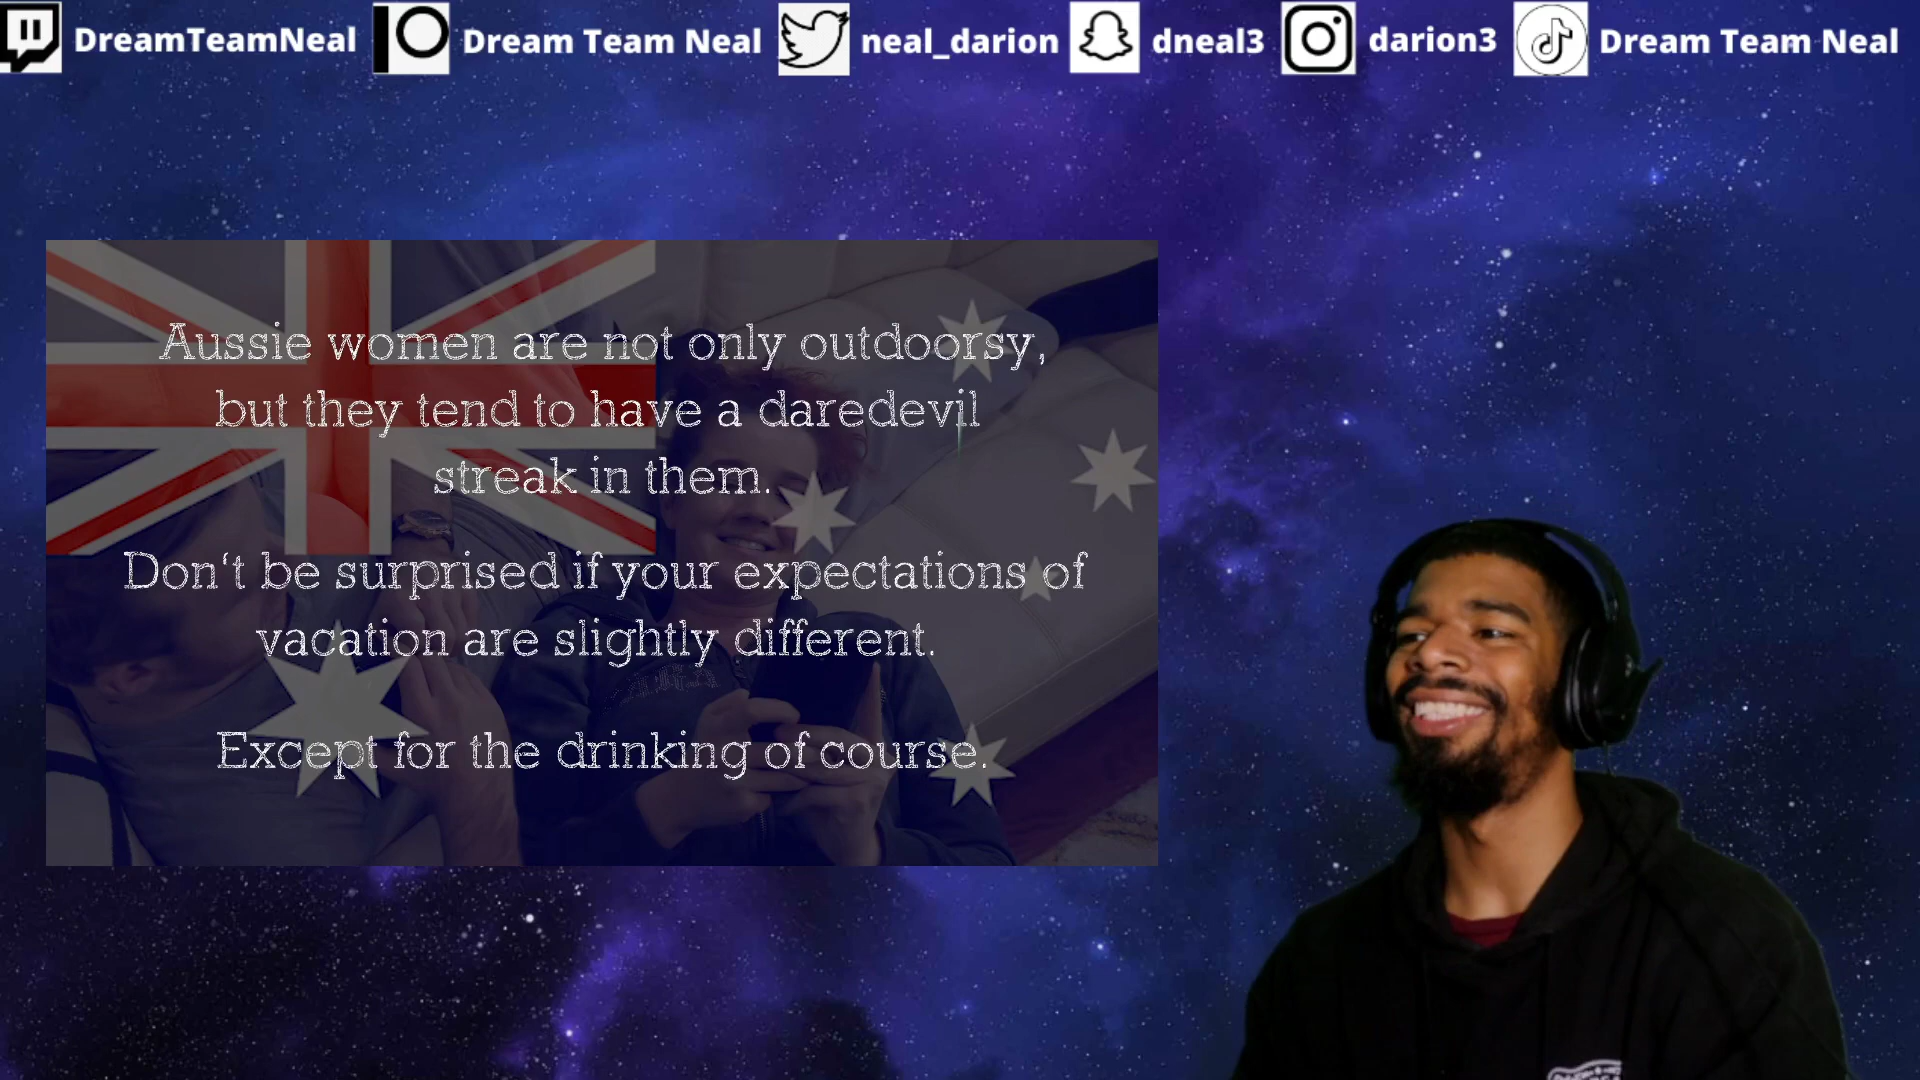 DreamTeamNeal Dream Team Neal neal_darion dneal3 darion3 Dream Team Neal
Aussie women are not only outdoorsy,
but they tend to have a daredevil
streak in them.
Don't be surprised if your expectations of
vacation are slightly different.
Except for the drinking of course.